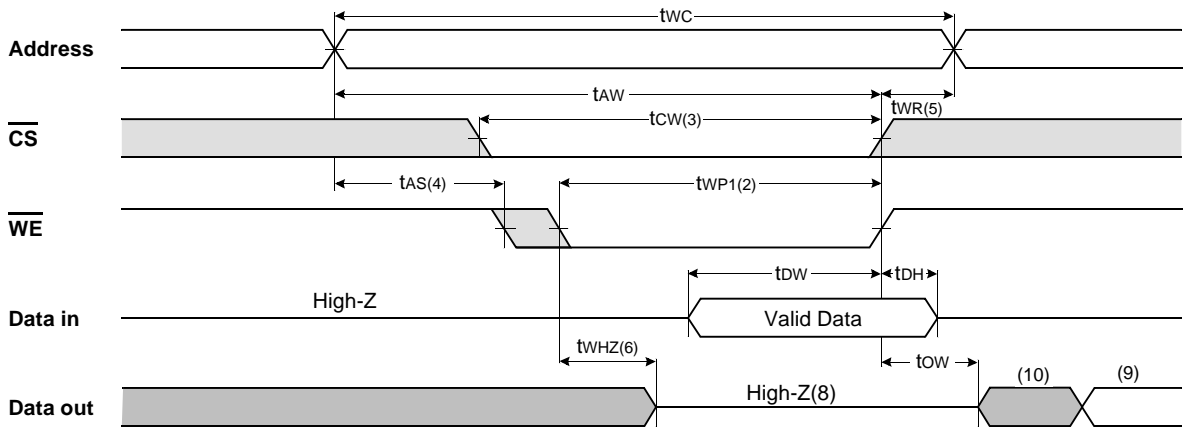 tWC
Address
tAW
tWR(5)
tCW(3)
CS
tAS(4)
tWP1(2)
WE
tDW
tDH
High-Z
Data in
Valid Data
tWHZ(6)
tOW
(10)
(9)
High-Z(8)
Data out